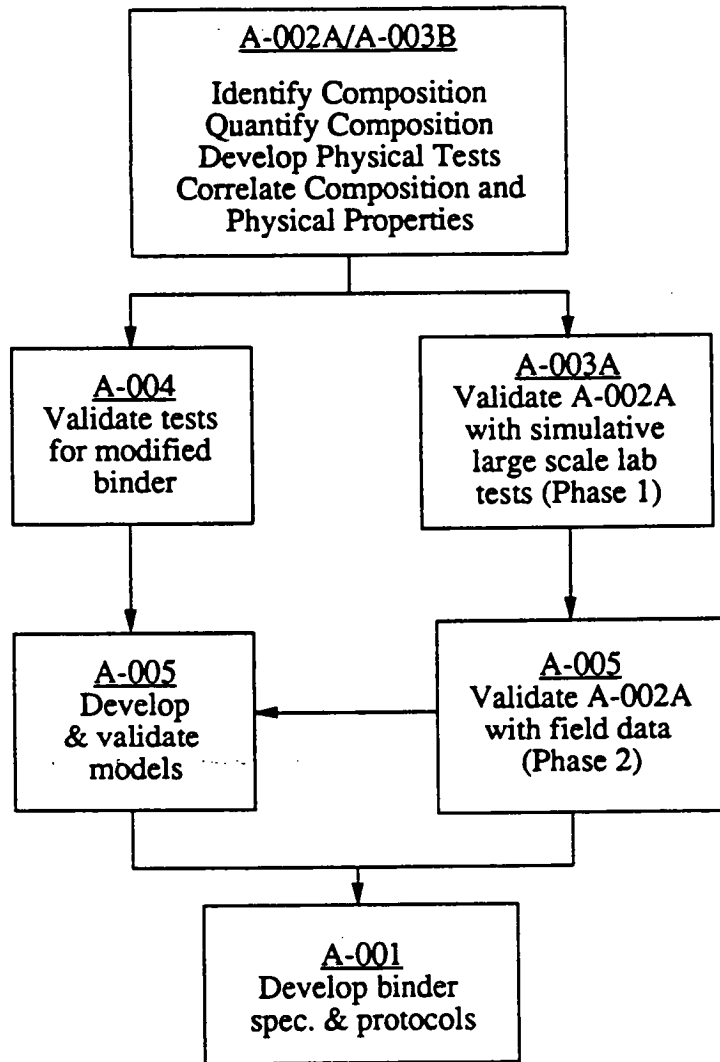 A-002A/A-003B
Identify Composition
Quantify Composition
Develop Physical Tests
Correlate Composition and
Physical Properties
A-004
Validate tests
for modified
binder
A-003A
Validate A-002A
with simulative
large scale lab
tests (Phase 1)
A-005
Develop
& validate
models
A-005
Validate A-002A
with field data
(Phase 2)
A-001
Develop binder
spec. & protocols